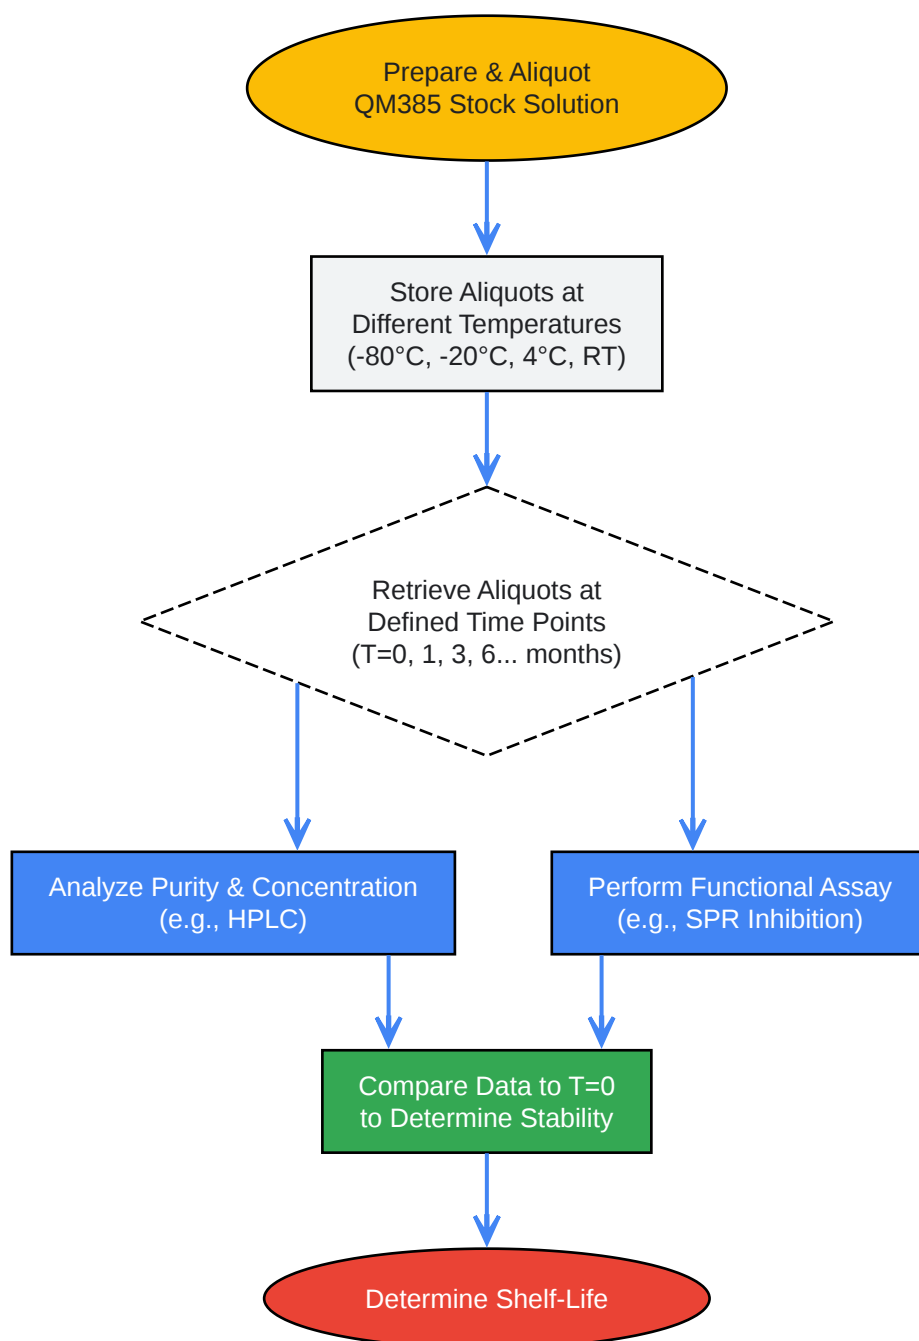 Prepare & Aliquot
QM385 Stock Solution
Store Aliquots at
Different Temperatures
(-80°C, -20°C, 4°C, RT)
Retrieve Aliquots at
Defined Time Points
(T=0, 1, 3, 6... months)
Analyze Purity & Concentration
(e.g., HPLC)
Perform Functional Assay
(e.g., SPR Inhibition)
Compare Data to T=0
to Determine Stability
Determine Shelf-Life